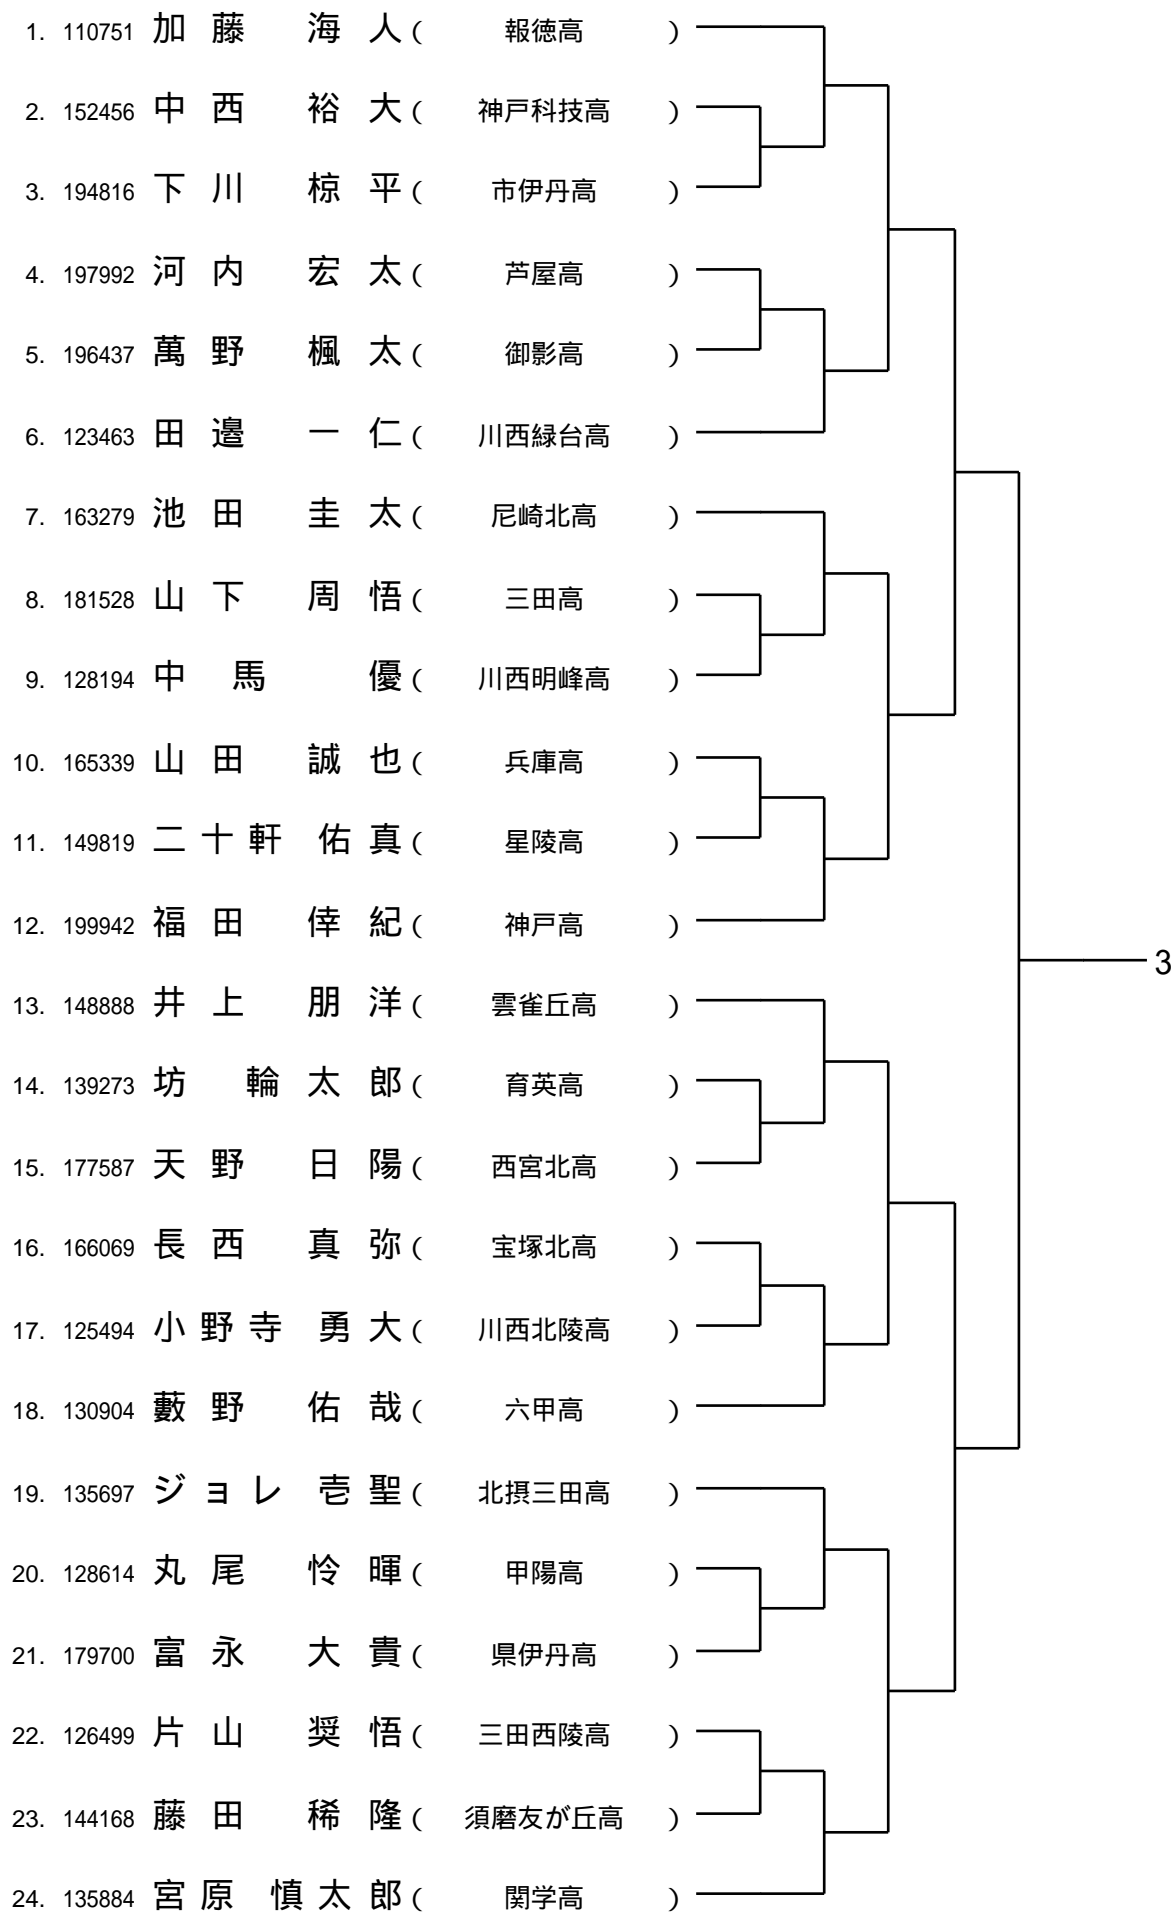 1. 110751 加藤 海人 ( 報徳高 )
2. 152456 中西 裕大 ( 神戸科技高 )
3. 194816 下川 椋平 ( 市伊丹高 )
4. 197992 河内 宏太 ( 芦屋高 )
5. 196437 萬野 楓太 ( 御影高 )
6. 123463 田邉 一仁 ( 川西緑台高 )
7. 163279 池田 圭太 ( 尼崎北高 )
8. 181528 山下 周悟 ( 三田高 )
9. 128194 中馬 優 ( 川西明峰高 )
10. 165339 山田 誠也 ( 兵庫高 )
11. 149819 二十軒 佑真 ( 星陵高 )
12. 199942 福田 倖紀 ( 神戸高 )
3
13. 148888 井上 朋洋 ( 雲雀丘高 )
14. 139273 坊 輪太郎 ( 育英高 )
15. 177587 天野 日陽 ( 西宮北高 )
16. 166069 長西 真弥 ( 宝塚北高 )
17. 125494 小野寺 勇大 ( 川西北陵高 )
18. 130904 藪野 佑哉 ( 六甲高 )
19. 135697 ジョレ 壱聖 ( 北摂三田高 )
20. 128614 丸尾 怜暉 ( 甲陽高 )
21. 179700 富永 大貴 ( 県伊丹高 )
22. 126499 片山 奨悟 ( 三田西陵高 )
23. 144168 藤田 稀隆 ( 須磨友が丘高 )
24. 135884 宮原 慎太郎 ( 関学高 )